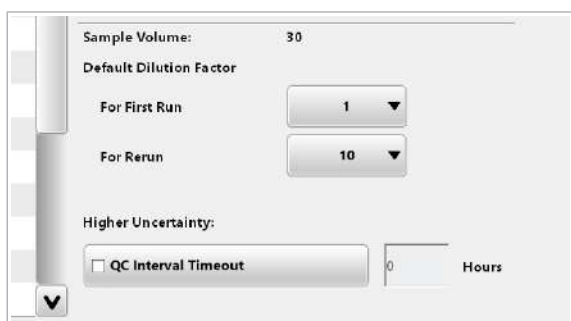 Sample Volume: 30
Default Dilution Factor
For First Run 1
For Rerun 10
Higher Uncertainty:
QC Interval Timeout 0 Hours